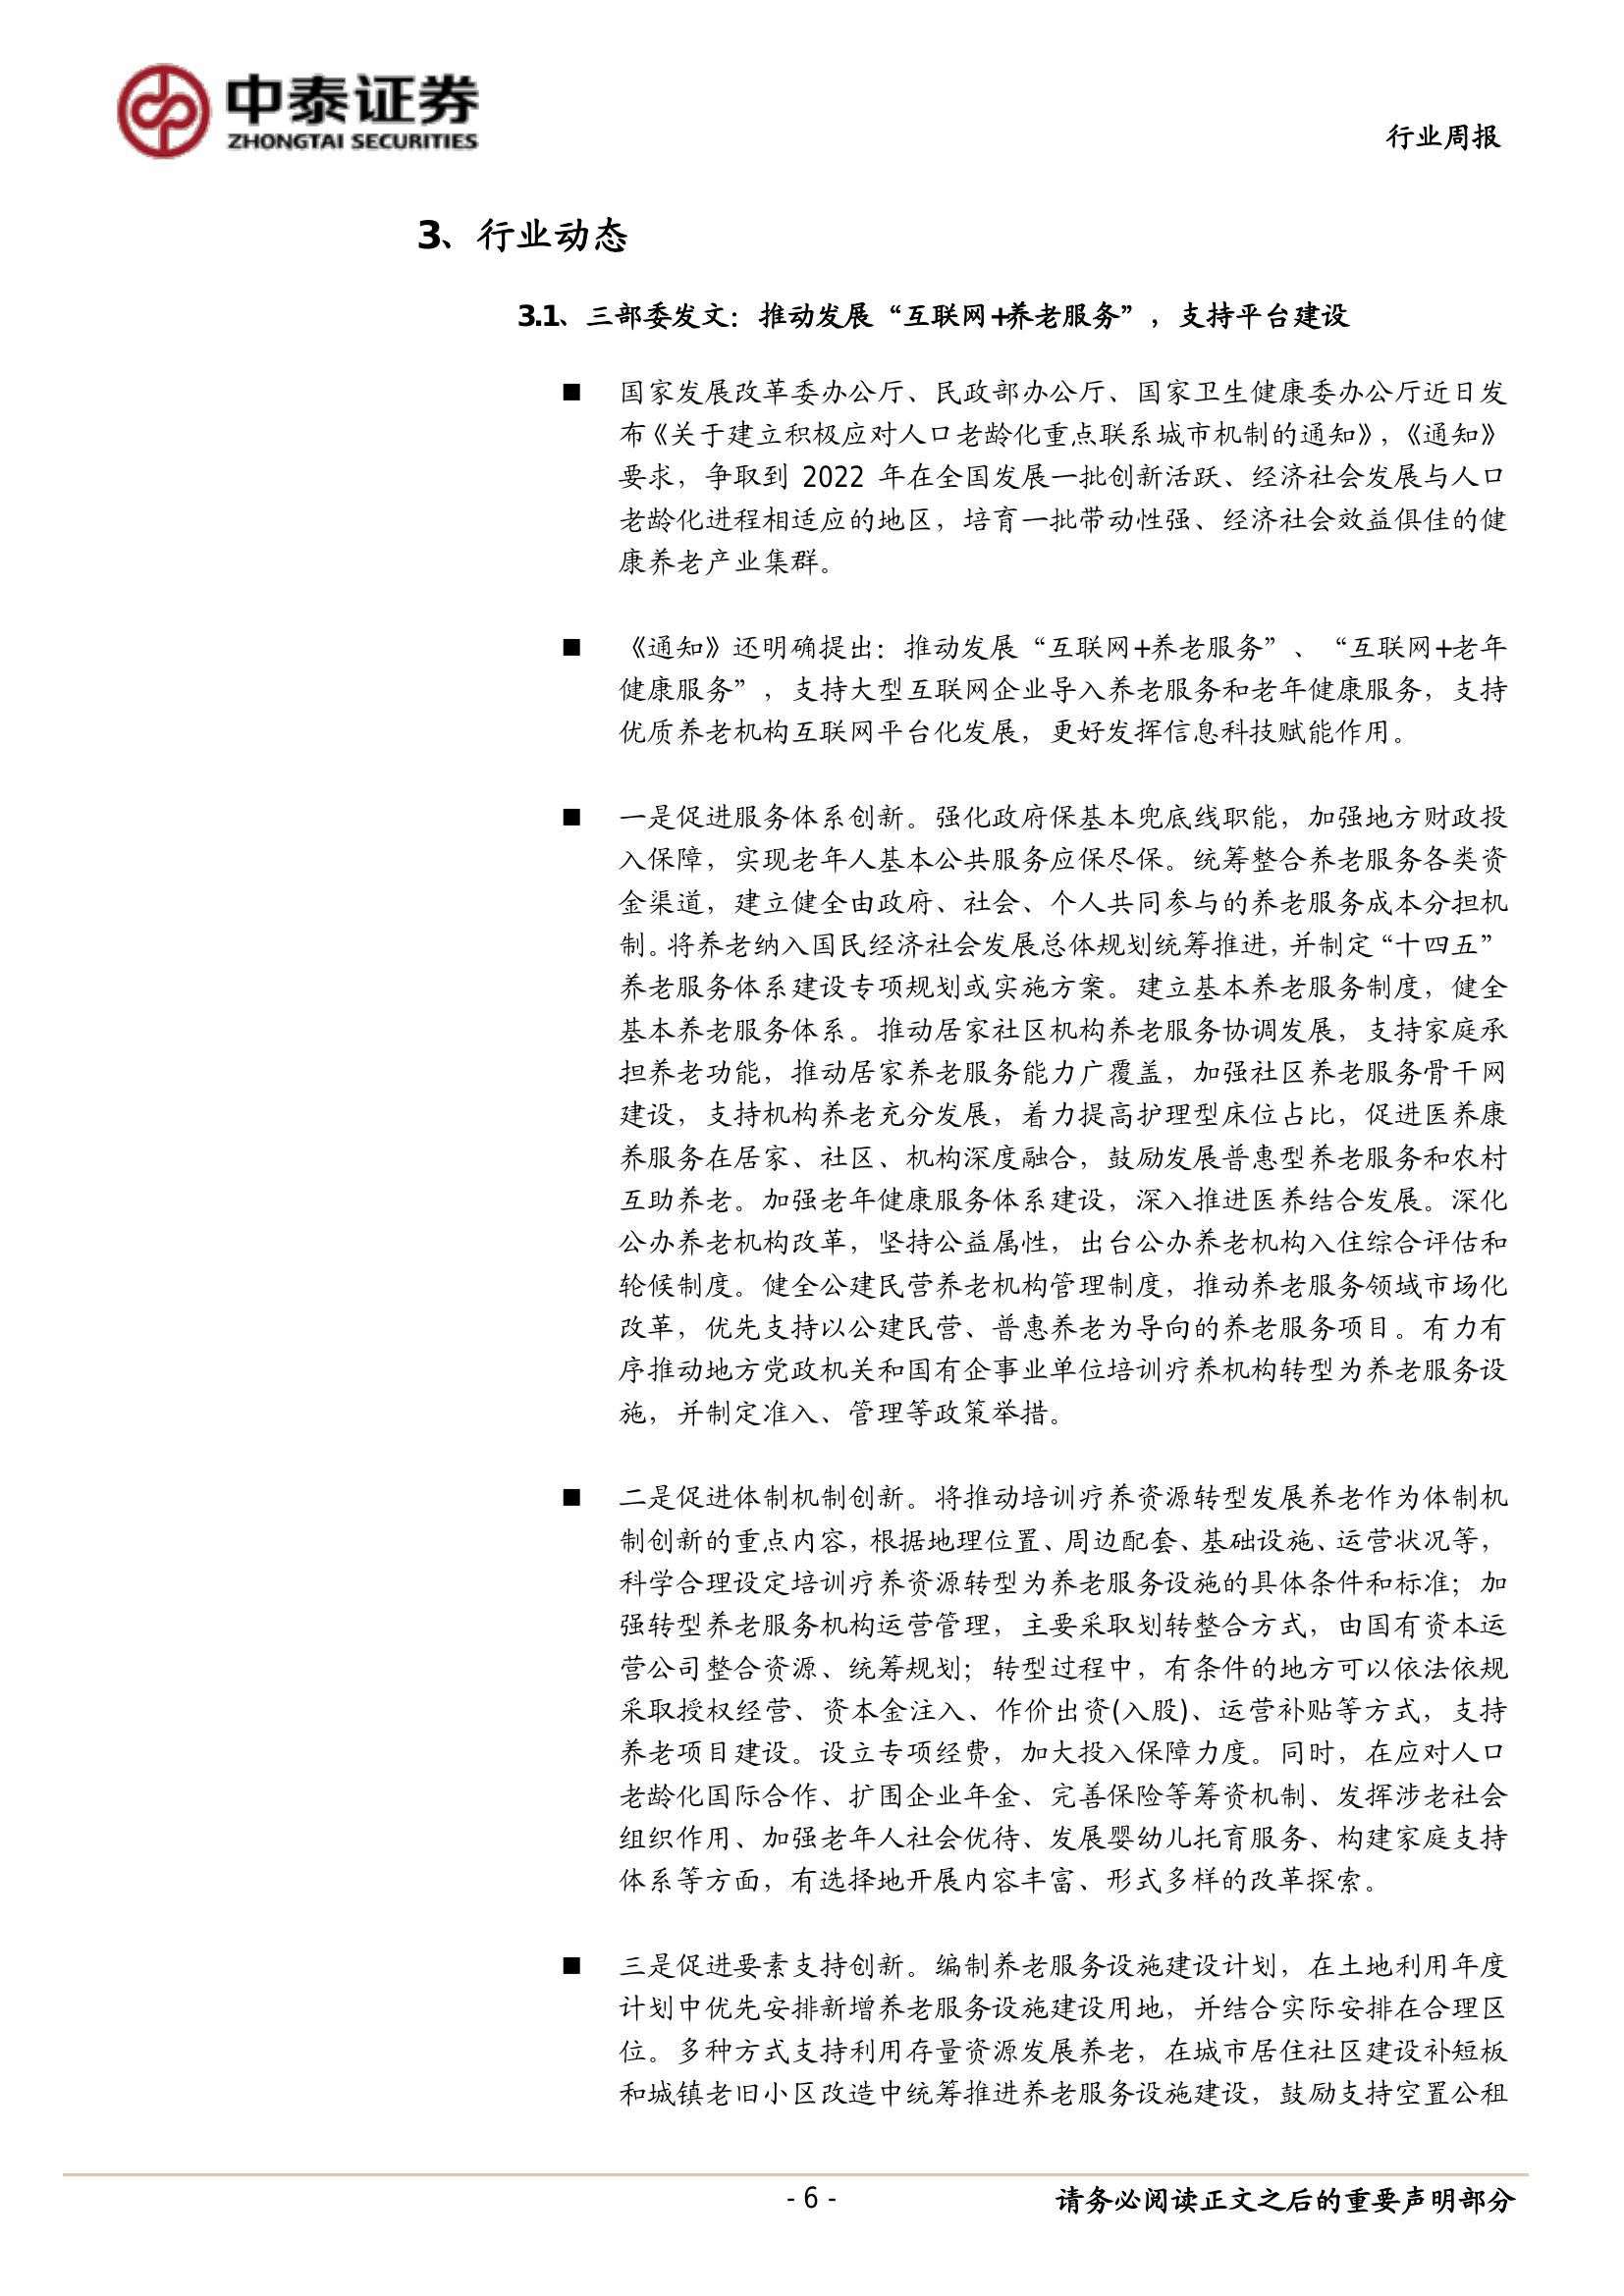 中泰证券
ZHONGTAI SECURITIES
行业周报
3、行业动态
3.1、三部委发文：推动发展“互联网+养老服务”，支持平台建设
■ 国家发展改革委办公厅、民政部办公厅、国家卫生健康委办公厅近日发
布《关于建立积极应对人口老龄化重点联系城市机制的通知》，《通知》
要求，争取到 2022 年在全国发展一批创新活跃、经济社会发展与人口
老龄化进程相适应的地区，培育一批带动性强、经济社会效益俱佳的健
康养老产业集群。
■ 《通知》还明确提出：推动发展“互联网+养老服务”、“互联网+老年
健康服务”，支持大型互联网企业导入养老服务和老年健康服务，支持
优质养老机构互联网平台化发展，更好发挥信息科技赋能作用。
■ 一是促进服务体系创新。强化政府保基本兜底线职能，加强地方财政投
入保障，实现老年人基本公共服务应保尽保。统筹整合养老服务各类资
金渠道，建立健全由政府、社会、个人共同参与的养老服务成本分担机
制。将养老纳入国民经济社会发展总体规划统筹推进，并制定“十四五”
养老服务体系建设专项规划或实施方案。建立基本养老服务制度，健全
基本养老服务体系。推动居家社区机构养老服务协调发展，支持家庭承
担养老功能，推动居家养老服务能力广覆盖，加强社区养老服务骨干网
建设，支持机构养老充分发展，着力提高护理型床位占比，促进医养康
养服务在居家、社区、机构深度融合，鼓励发展普惠型养老服务和农村
互助养老。加强老年健康服务体系建设，深入推进医养结合发展。深化
公办养老机构改革，坚持公益属性，出台公办养老机构入住综合评估和
轮候制度。健全公建民营养老机构管理制度，推动养老服务领域市场化
改革，优先支持以公建民营、普惠养老为导向的养老服务项目。有力有
序推动地方党政机关和国有企事业单位培训疗养机构转型为养老服务设
施，并制定准入、管理等政策举措。
■ 二是促进体制机制创新。将推动培训疗养资源转型发展养老作为体制机
制创新的重点内容，根据地理位置、周边配套、基础设施、运营状况等，
科学合理设定培训疗养资源转型为养老服务设施的具体条件和标准；加
强转型养老服务机构运营管理，主要采取划转整合方式，由国有资本运
营公司整合资源、统筹规划；转型过程中，有条件的地方可以依法依规
采取授权经营、资本金注入、作价出资(入股)、运营补贴等方式，支持
养老项目建设。设立专项经费，加大投入保障力度。同时，在应对人口
老龄化国际合作、扩围企业年金、完善保险等筹资机制、发挥涉老社会
组织作用、加强老年人社会优待、发展婴幼儿托育服务、构建家庭支持
体系等方面，有选择地开展内容丰富、形式多样的改革探索。
■ 三是促进要素支持创新。编制养老服务设施建设计划，在土地利用年度
计划中优先安排新增养老服务设施建设用地，并结合实际安排在合理区
位。多种方式支持利用存量资源发展养老，在城市居住社区建设补短板
和城镇老旧小区改造中统筹推进养老服务设施建设，鼓励支持空置公租
- 6 -
请务必阅读正文之后的重要声明部分